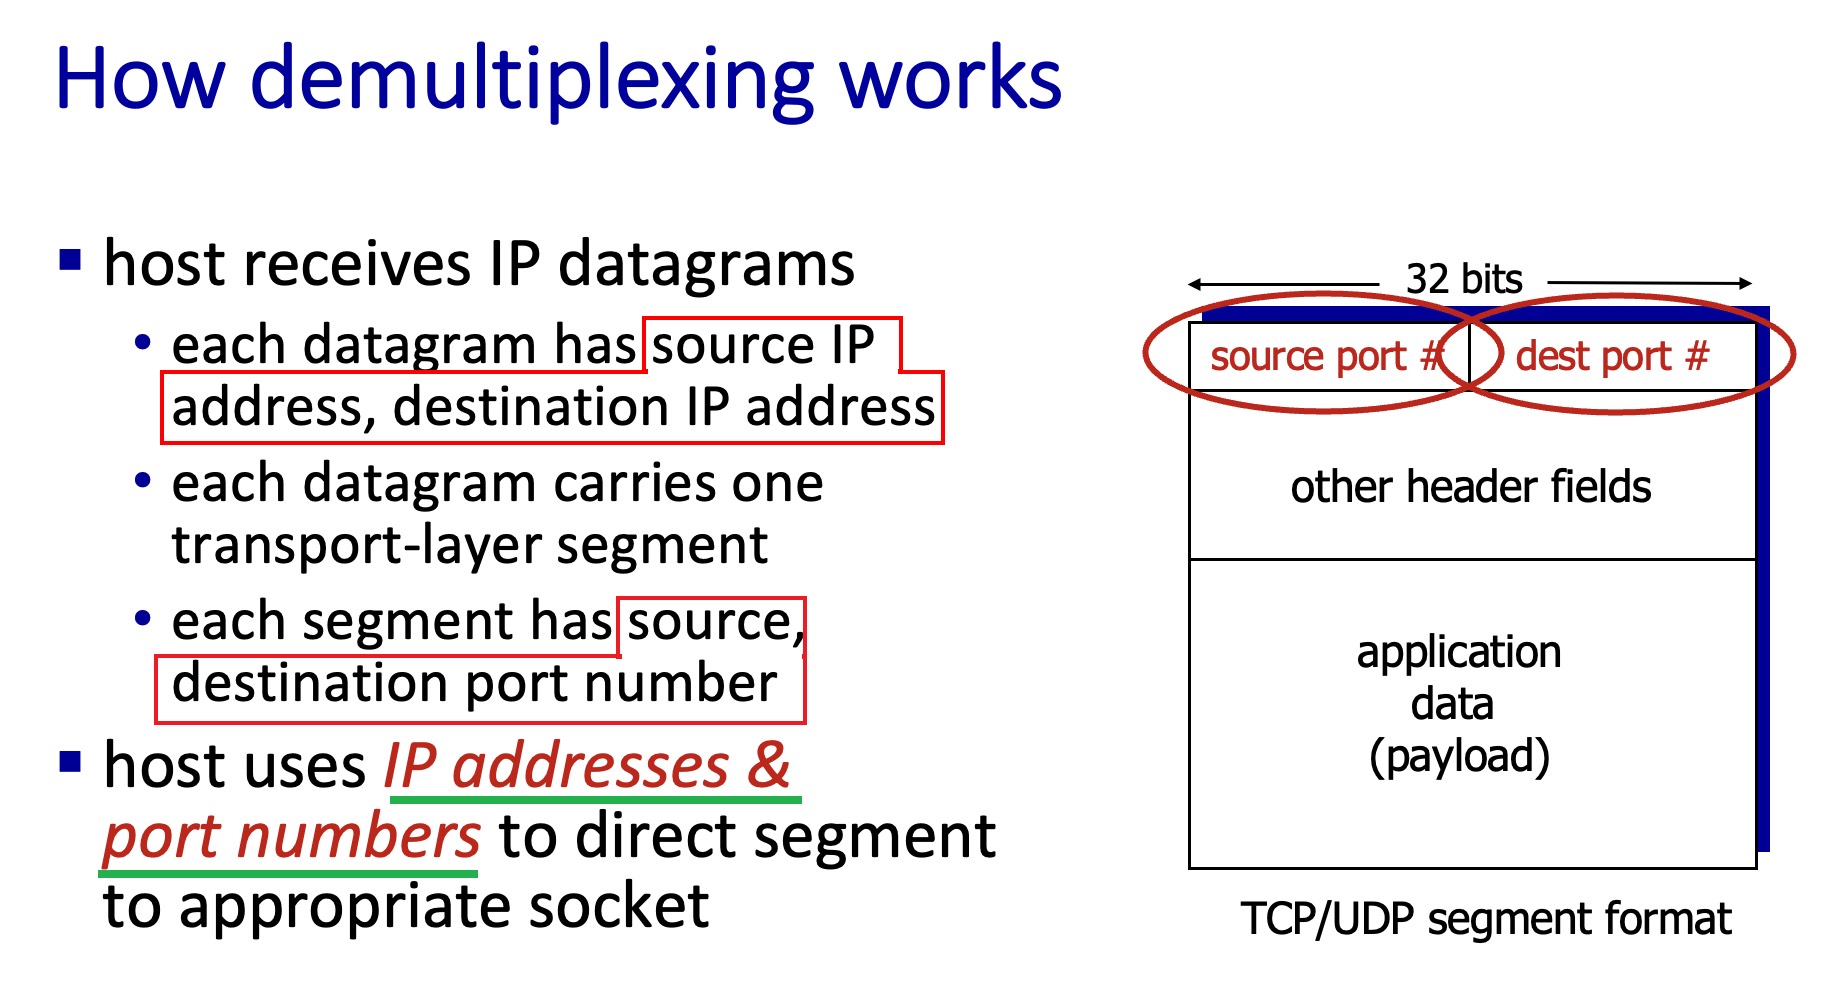 How demultiplexing works
▪ host receives IP datagrams
• each datagram has source IP
address, destination IP address
• each datagram carries one
transport-layer segment
• each segment has source,
destination port number
▪ host uses IP addresses &
port numbers to direct segment
to appropriate socket
32 bits
source port # dest port #
other header fields
application
data
(payload)
TCP/UDP segment format